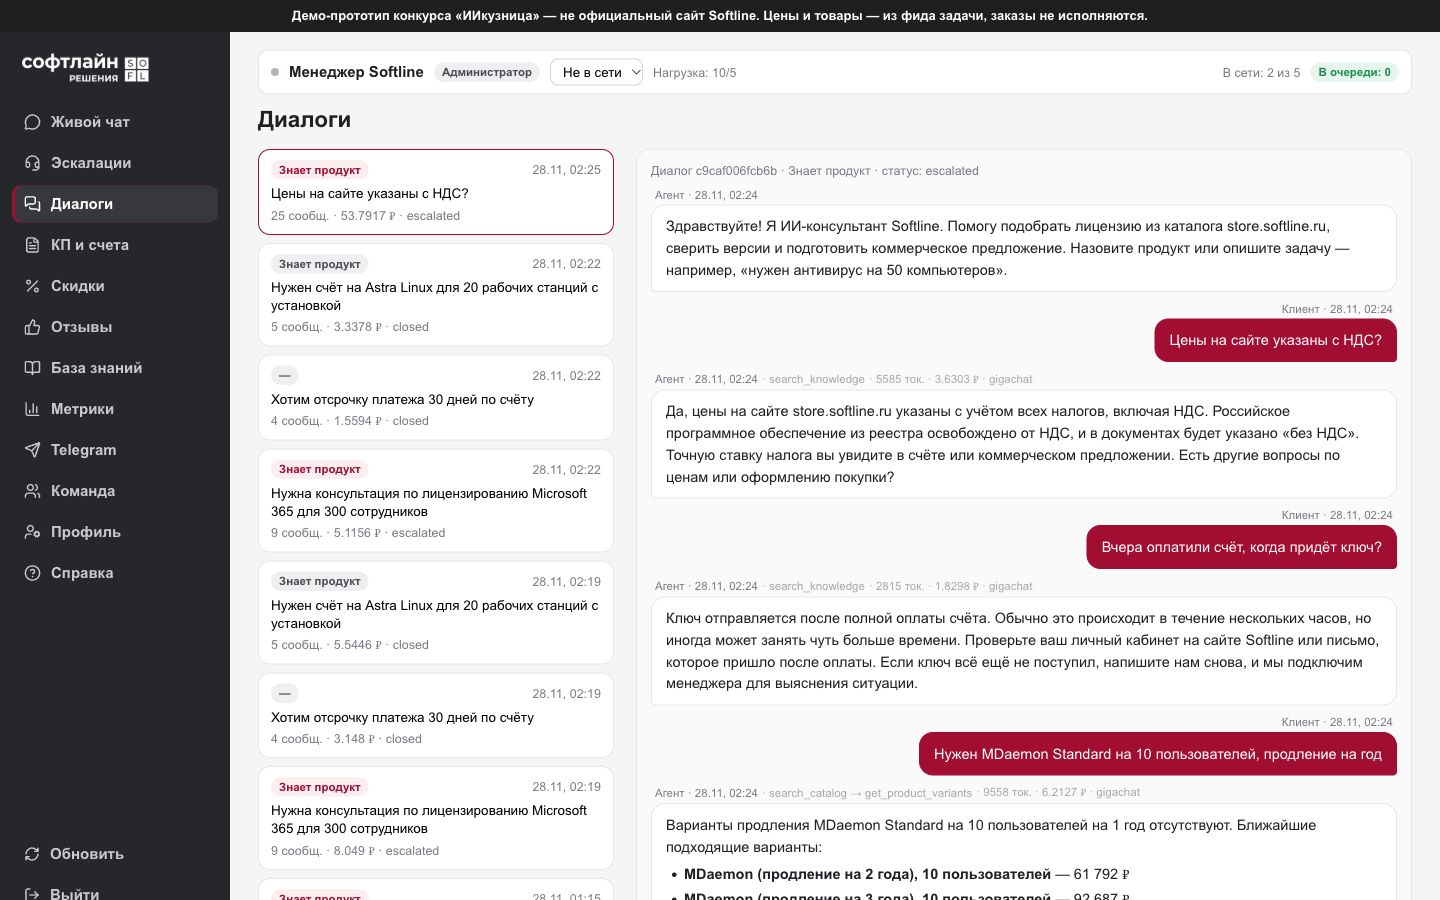 Демо-прототип конкурса «ИИкузница» — не официальный сайт Softline. Цены и товары — из фида задачи, заказы не исполняются.
софтлайн
РЕШЕНИЯ
SO
FL
Живой чат
Эскалации
Диалоги
КП и счета
Скидки
Отзывы
База знаний
Метрики
Telegram
Команда
Профиль
Справка
Обновить
Выйти
Менеджер Softline
Администратор
Не в сети
Нагрузка: 10/5
В сети: 2 из 5
В очереди: 0
Диалоги
Знает продукт
28.11, 02:25
Цены на сайте указаны с НДС?
25 сообщ. · 53.7917 ₽ · escalated
Знает продукт
28.11, 02:22
Нужен счёт на Astra Linux для 20 рабочих станций с
установкой
5 сообщ. · 3.3378 ₽ · closed
—
28.11, 02:22
Хотим отсрочку платежа 30 дней по счёту
4 сообщ. · 1.5594 ₽ · closed
Знает продукт
28.11, 02:22
Нужна консультация по лицензированию Microsoft
365 для 300 сотрудников
9 сообщ. · 5.1156 ₽ · escalated
Знает продукт
28.11, 02:19
Нужен счёт на Astra Linux для 20 рабочих станций с
установкой
5 сообщ. · 5.5446 ₽ · closed
—
28.11, 02:19
Хотим отсрочку платежа 30 дней по счёту
4 сообщ. · 3.148 ₽ · closed
Знает продукт
28.11, 02:19
Нужна консультация по лицензированию Microsoft
365 для 300 сотрудников
9 сообщ. · 8.049 ₽ · escalated
Знает продукт
28.11, 01:15
Диалог c9caf006fcb6b · Знает продукт · статус: escalated
Агент · 28.11, 02:24
Здравствуйте! Я ИИ-консультант Softline. Помогу подобрать лицензию из каталога store.softline.ru,
сверить версии и подготовить коммерческое предложение. Назовите продукт или опишите задачу —
например, «нужен антивирус на 50 компьютеров».
Клиент · 28.11, 02:24
Цены на сайте указаны с НДС?
Агент · 28.11, 02:24 · search_knowledge · 5585 ток. · 3.6303 ₽ · gigachat
Да, цены на сайте store.softline.ru указаны с учётом всех налогов, включая НДС. Российское
программное обеспечение из реестра освобождено от НДС, и в документах будет указано «без НДС».
Точную ставку налога вы увидите в счёте или коммерческом предложении. Есть другие вопросы по
ценам или оформлению покупки?
Клиент · 28.11, 02:24
Вчера оплатили счёт, когда придёт ключ?
Агент · 28.11, 02:24 · search_knowledge · 2815 ток. · 1.8298 ₽ · gigachat
Ключ отправляется после полной оплаты счёта. Обычно это происходит в течение нескольких часов, но
иногда может занять чуть больше времени. Проверьте ваш личный кабинет на сайте Softline или письмо,
которое пришло после оплаты. Если ключ всё ещё не поступил, напишите нам снова, и мы подключим
менеджера для выяснения ситуации.
Клиент · 28.11, 02:24
Нужен MDaemon Standard на 10 пользователей, продление на год
Агент · 28.11, 02:24 · search_catalog → get_product_variants · 9558 ток. · 6.2127 ₽ · gigachat
Варианты продления MDaemon Standard на 10 пользователей на 1 год отсутствуют. Ближайшие
подходящие варианты:
• MDaemon (продление на 2 года), 10 пользователей — 61 792 ₽
• MDaemon (продление на 3 года), 10 пользователей — 92 687 ₽